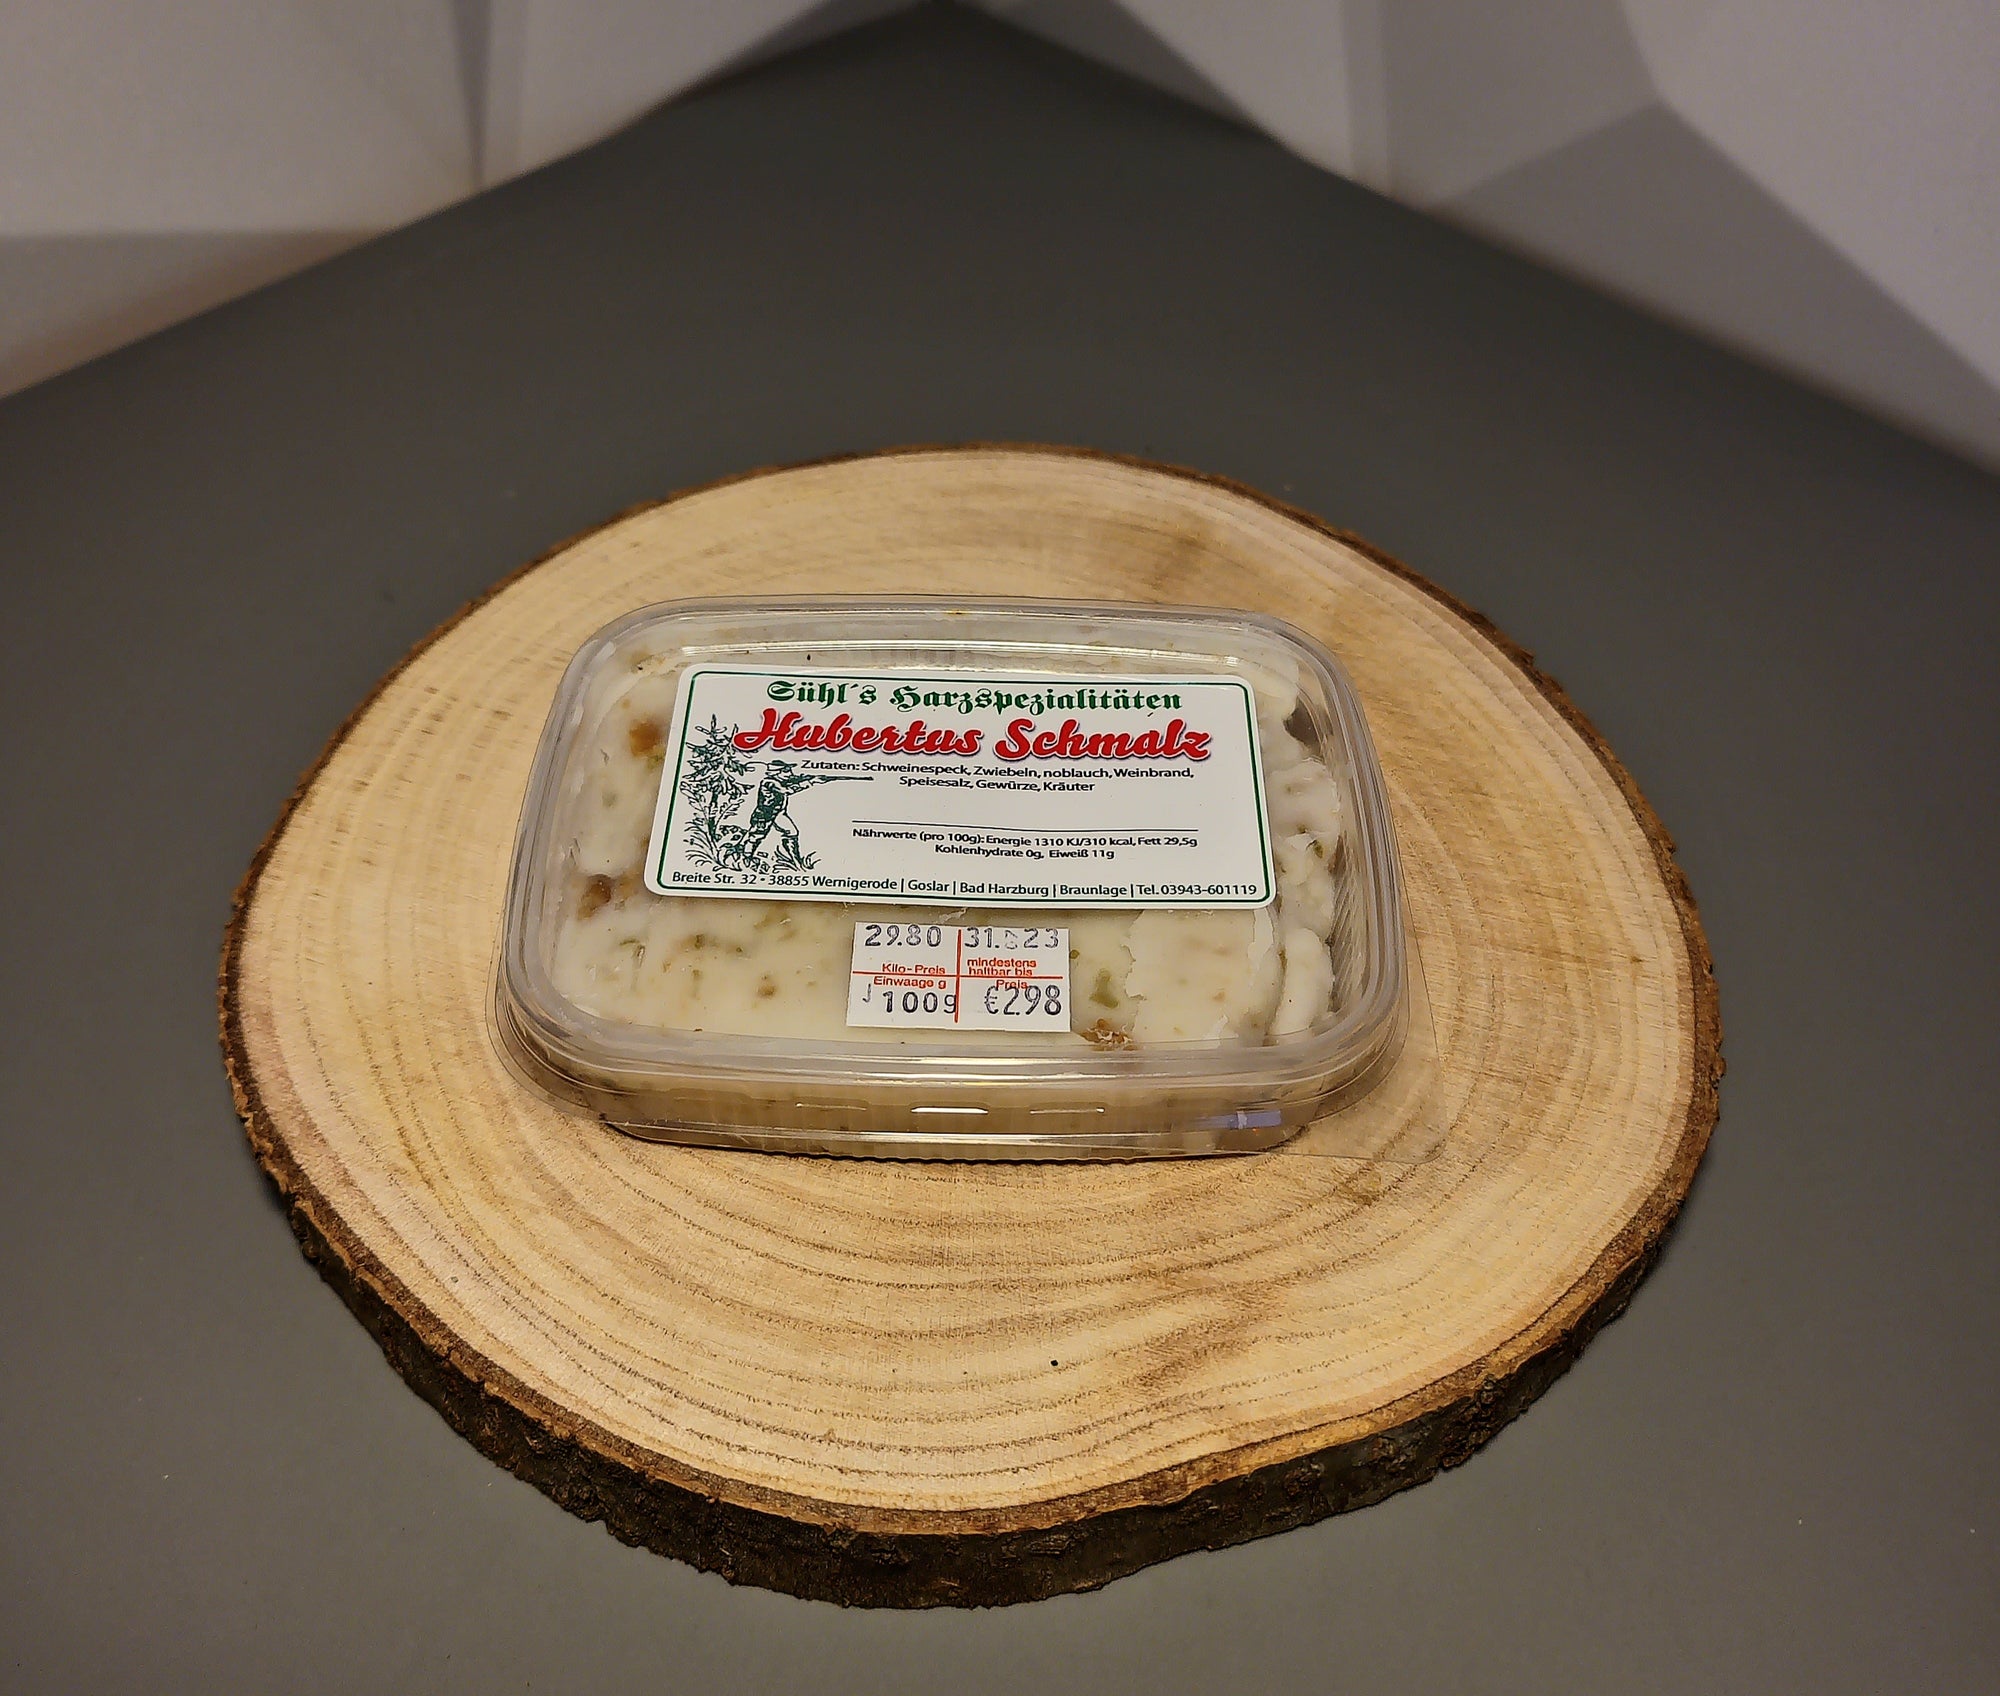 Sühl´s Harzspezialitäten
Hubertus Schmalz
Zutaten: Schweinespeck, Zwiebeln, noblauch, Weinbrand,
Speisesalz, Gewürze, Kräuter
Nährwerte (pro 100g): Energie 1310 KJ/310 kcal, Fett 29,5g
Kohlenhydrate 0g, Eiweiß 11g
Breite Str. 32 • 38855 Wernigerode | Goslar | Bad Harzburg | Braunlage | Tel. 03943-601119
29.80
Kilo-Preis
mindestens
haltbar bis
Einwaage g
Preis
100g €2.98